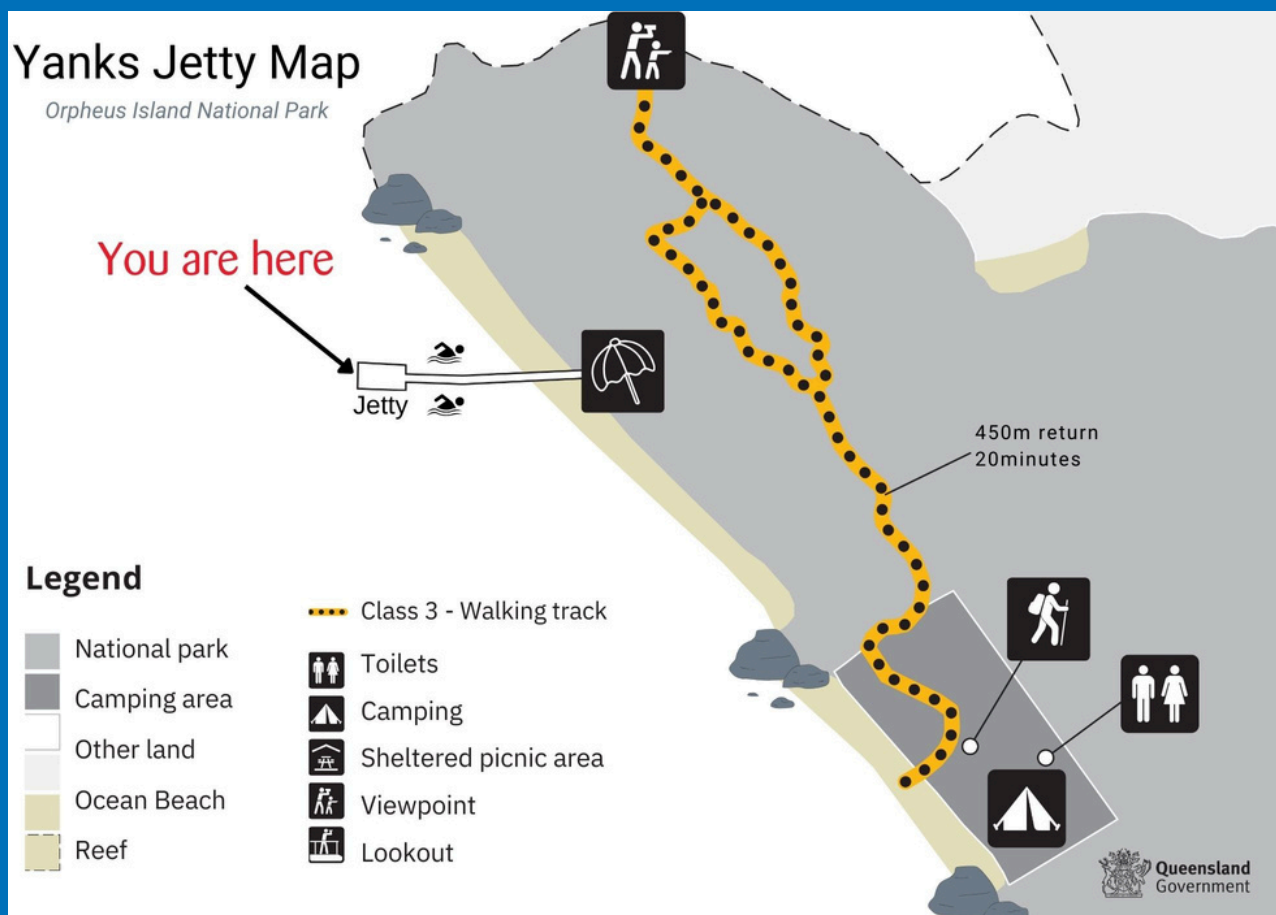 Yanks Jetty Map
Orpheus Island National Park
You are here
Jetty
450m return
20minutes
Legend
National park
Camping area
Other land
Ocean Beach
Reef
Class 3 - Walking track
Toilets
Camping
Sheltered picnic area
Viewpoint
Lookout
Queensland
Government